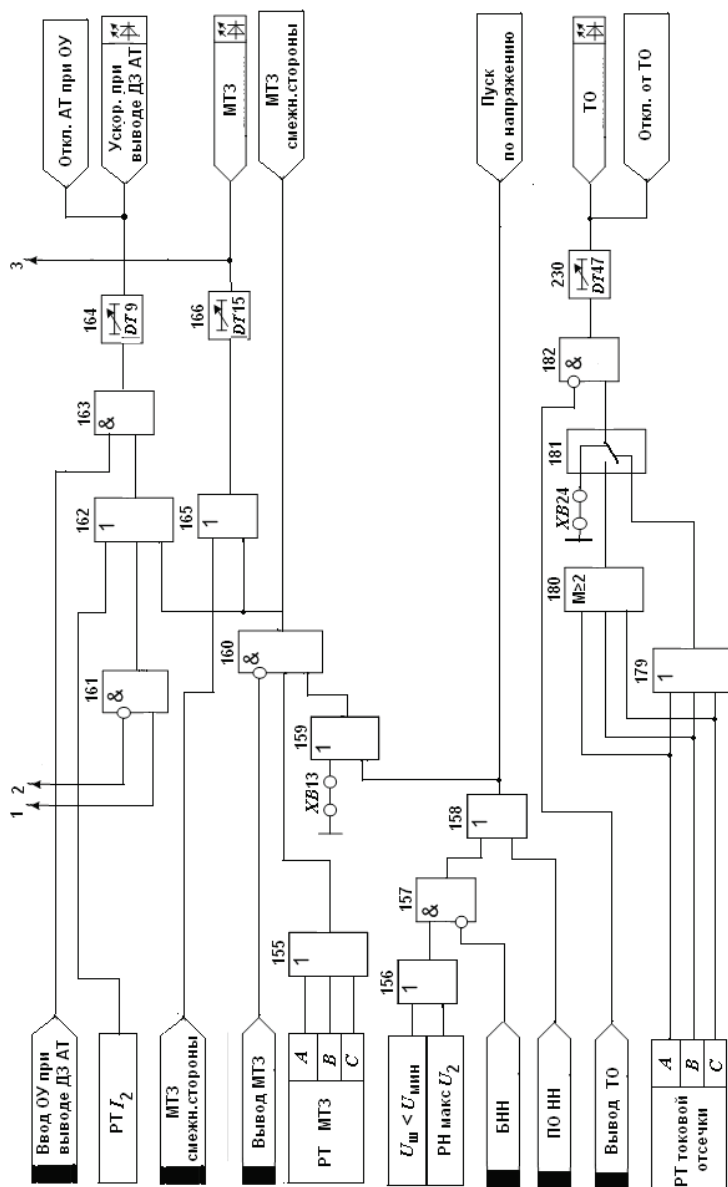 Ввод ОУ при
выводе ДЗ АТ
РТ I2
МТЗ
смежн.стороны
Вывод МТЗ
РТ МТЗ
A
B
C
Uш < Uмин
РН макс U2
БНН
ПО НН
Вывод ТО
РТ токовой
отсечки
A
B
C
1
2
3
155
1
156
1
157
&
158
1
XB13
159
1
160
&
161
&
162
1
163
&
164
DT9
165
1
166
DT15
179
1
180
M≥2
XB24
181
182
&
230
DT47
Откл. АТ при ОУ
Ускор. при
выводе ДЗ АТ
МТЗ
МТЗ
смежн.стороны
Пуск
по напряжению
ТО
Откл. от ТО